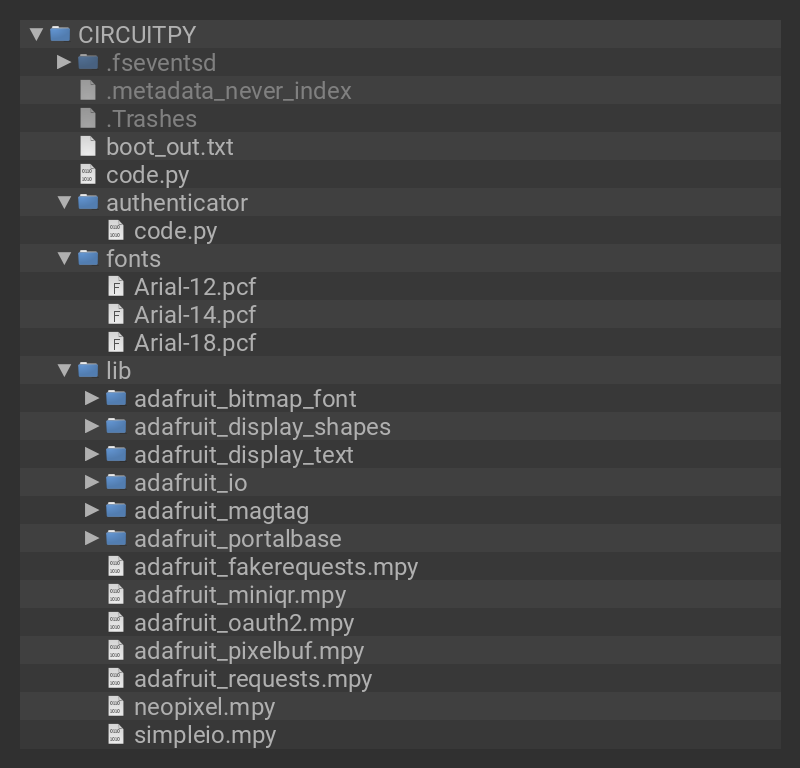 CIRCUITPY
.fseventsd
.metadata_never_index
.Trashes
boot_out.txt
code.py
authenticator
code.py
fonts
Arial-12.pcf
Arial-14.pcf
Arial-18.pcf
lib
adafruit_bitmap_font
adafruit_display_shapes
adafruit_display_text
adafruit_io
adafruit_magtag
adafruit_portalbase
adafruit_fakerequests.mpy
adafruit_miniqr.mpy
adafruit_oauth2.mpy
adafruit_pixelbuf.mpy
adafruit_requests.mpy
neopixel.mpy
simpleio.mpy